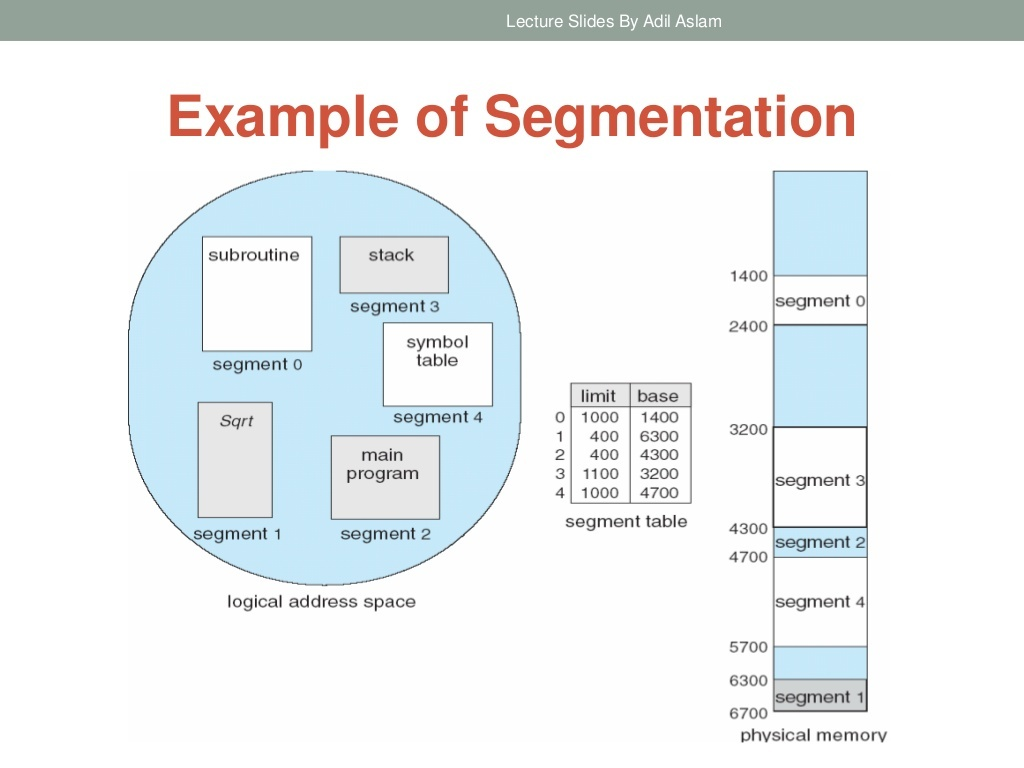 Lecture Slides By Adil Aslam
Example of Segmentation
subroutine
segment 0
stack
segment 3
symbol
table
segment 4
Sqrt
segment 1
main
program
segment 2
logical address space
limit base
0 1000 1400
1 400 6300
2 400 4300
3 1100 3200
4 1000 4700
segment table
1400
segment 0
2400
3200
segment 3
4300
segment 2
4700
segment 4
5700
6300
segment 1
6700
physical memory